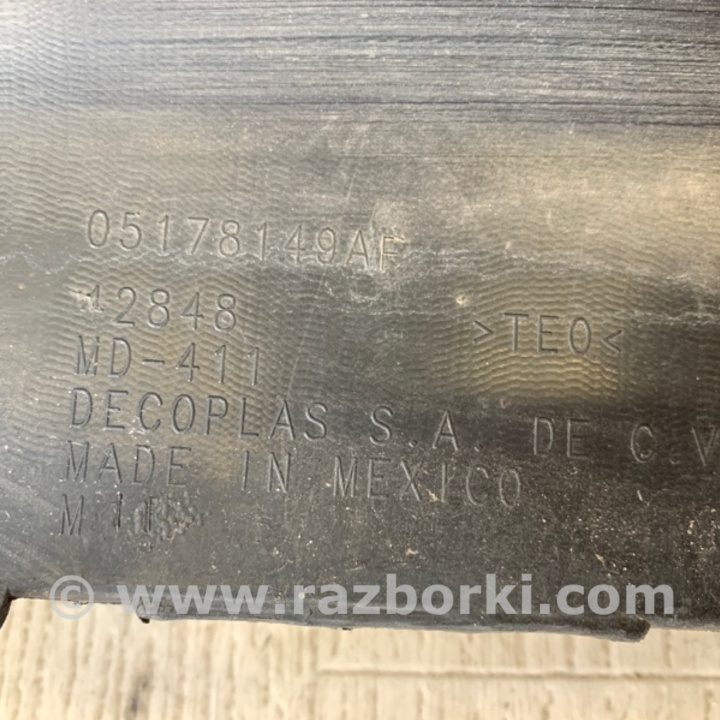 05178149AF
12848
>TEO<
MD-411
DECOPLAS S.A. DE C.V
MADE IN MEXICO
© www.razborki.com